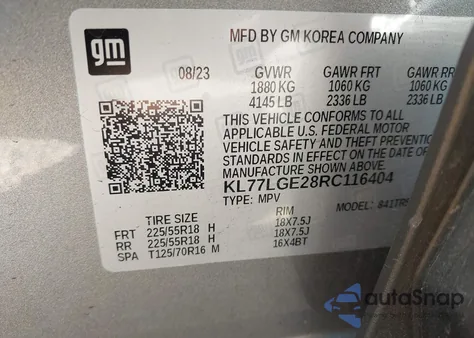 gm
MFD BY GM KOREA COMPANY
08/23 GVWR GAWR FRT GAWR RR
1880 KG 1060 KG 1060 KG
4145 LB 2336 LB 2336 LB
THIS VEHICLE CONFORMS TO ALL
APPLICABLE U.S. FEDERAL MOTOR
VEHICLE SAFETY AND THEFT PREVENTION
STANDARDS IN EFFECT ON THE DATE OF
MANUFACTURE SHOWN ABOVE.
KL77LGE28RC116404
TYPE: MPV MODEL:
TIRE SIZE RIM
FRT 225/55R18 H 18X7.5J
RR 225/55R18 H 18X7.5J
SPA T125/70R16 M 16X4BT
autoSnap